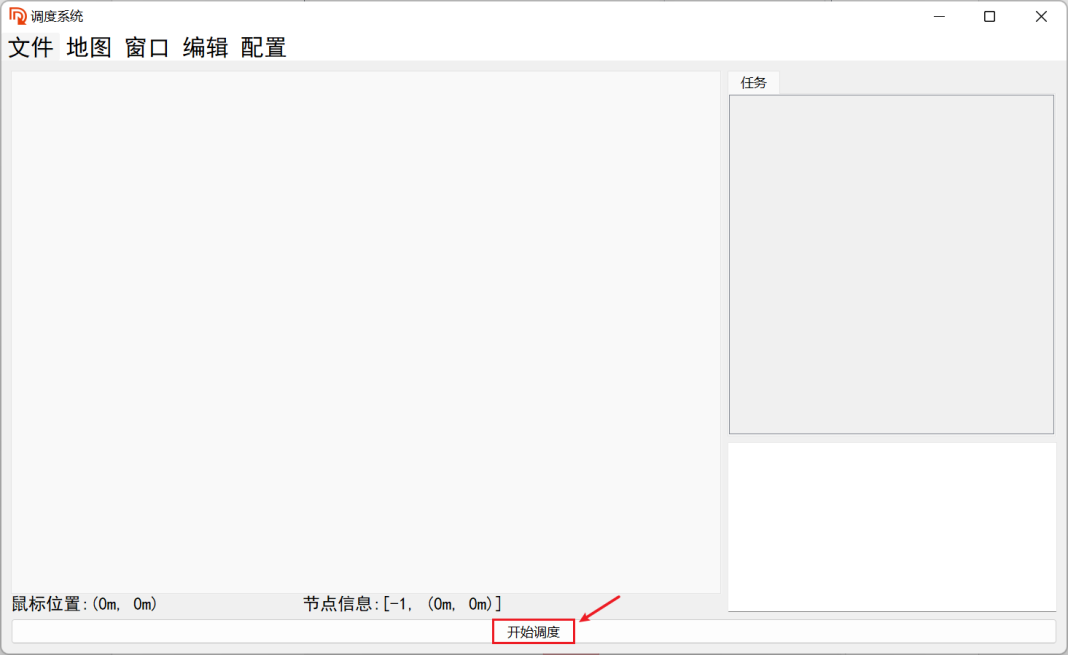 调度系统
文件 地图 窗口 编辑 配置
任务
鼠标位置:(0m, 0m)
节点信息:[-1, (0m, 0m)]
开始调度